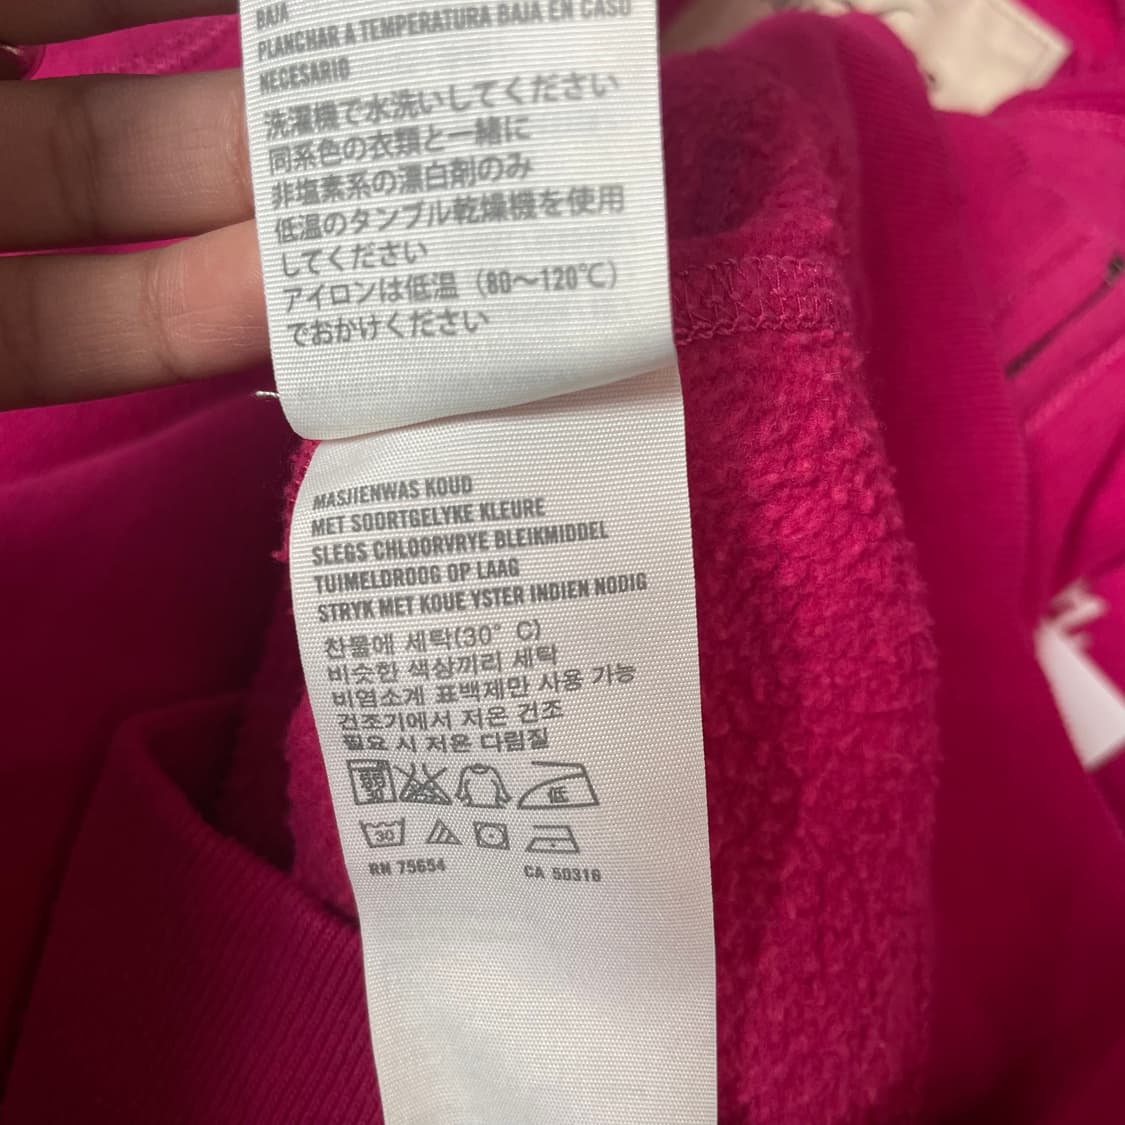 BAJA
PLANCHAR A TEMPERATURA BAJA EN CASO
NECESARIO
洗濯機で水洗いしてください
同系色の衣類と一緒に
非塩素系の漂白剤のみ
低温のタンブル乾燥機を使用
してください
アイロンは低温（80〜120℃）
でおかけください
MASJIENWAS KOUD
MET SOORTGELYKE KLEURE
SLEGS CHLOORVRYE BLEIKMIDDEL
TUIMELDROOG OP LAAG
STRYK MET KOUE YSTER INDIEN NODIG
찬물에 세탁(30° C)
비슷한 색상끼리 세탁
비염소계 표백제만 사용 가능
건조기에서 저온 건조
필요 시 저온 다림질
低
30
RN 75654 CA 50316